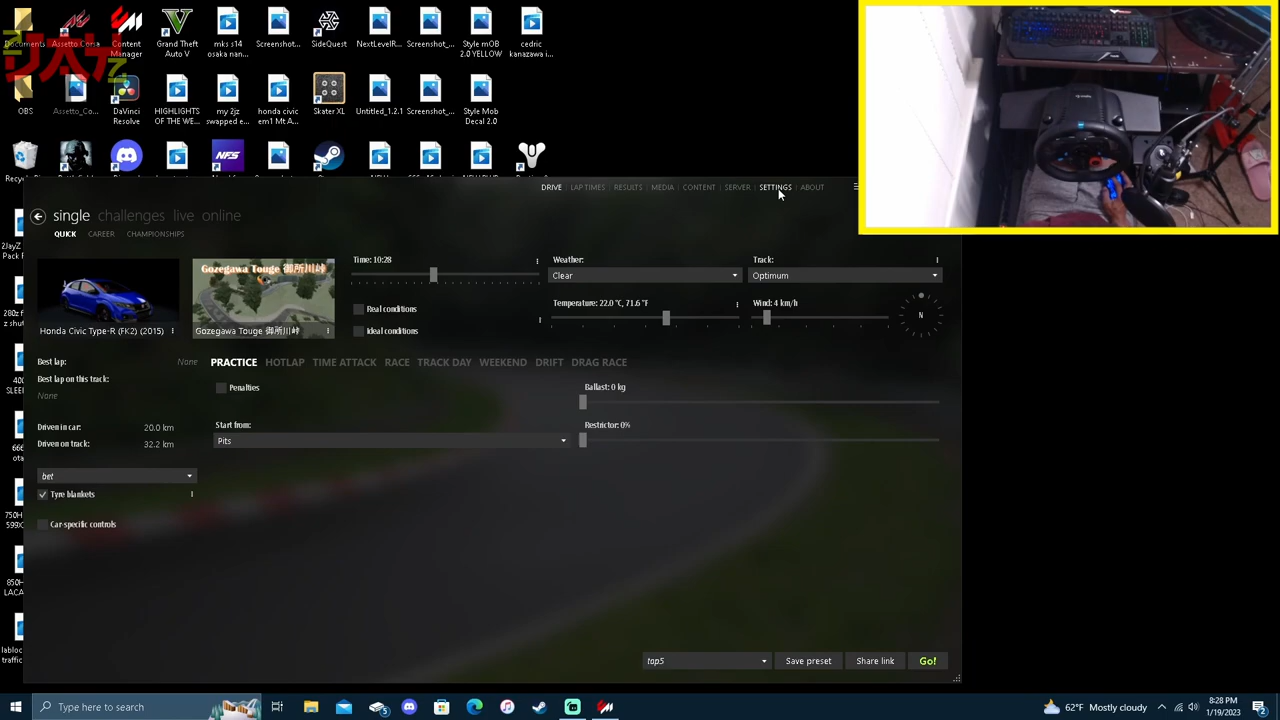 Documents
Assetto Corsa
Content
Manager
Grand Theft
Auto V
mks s14
osaka nan...
Screenshot...
SideQuest
NextLevelR...
Screenshot_...
Style mOB
2.0 YELLOW
cedric
kanazawa i...
OBS
Assetto_Co...
DaVinci
Resolve
HIGHLIGHTS
OF THE WE...
my 2jz
swapped e...
honda civic
em1 Mt A...
Skater XL
Untitled_1.2.1
Screenshot_...
Style Mob
Decal 2.0
NFS
DRIVE | LAP TIMES | RESULTS | MEDIA | CONTENT | SERVER | SETTINGS | ABOUT
single challenges live online
QUICK CAREER CHAMPIONSHIPS
Gozegawa Touge 御所川峠
Honda Civic Type-R (FK2) (2015)
Gozegawa Touge 御所川峠
Time: 10:28
Real conditions
Ideal conditions
Weather:
Clear
Track:
Optimum
Temperature: 22.0 °C, 71.6 °F
Wind: 4 km/h
N
Best lap: None
Best lap on this track:
None
Driven in car: 20.0 km
Driven on track: 32.2 km
PRACTICE HOTLAP TIME ATTACK RACE TRACK DAY WEEKEND DRIFT DRAG RACE
Penalties
Ballast: 0 kg
Start from:
Pits
Restrictor: 0%
bet
Tyre blankets
Car-specific controls
tap5
Save preset
Share link
Go!
Type here to search
5
62°F Mostly cloudy
8:28 PM
1/19/2023
2